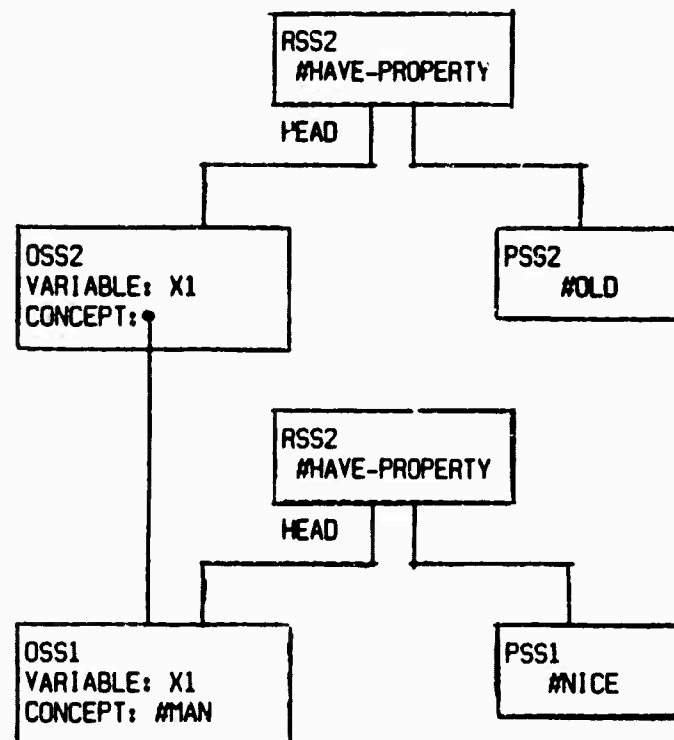 RSS2
#HAVE-PROPERTY
HEAD
OSS2
VARIABLE: X1
CONCEPT:
PSS2
#OLD
RSS2
#HAVE-PROPERTY
HEAD
OSS1
VARIABLE: X1
CONCEPT: #MAN
PSS1
#NICE